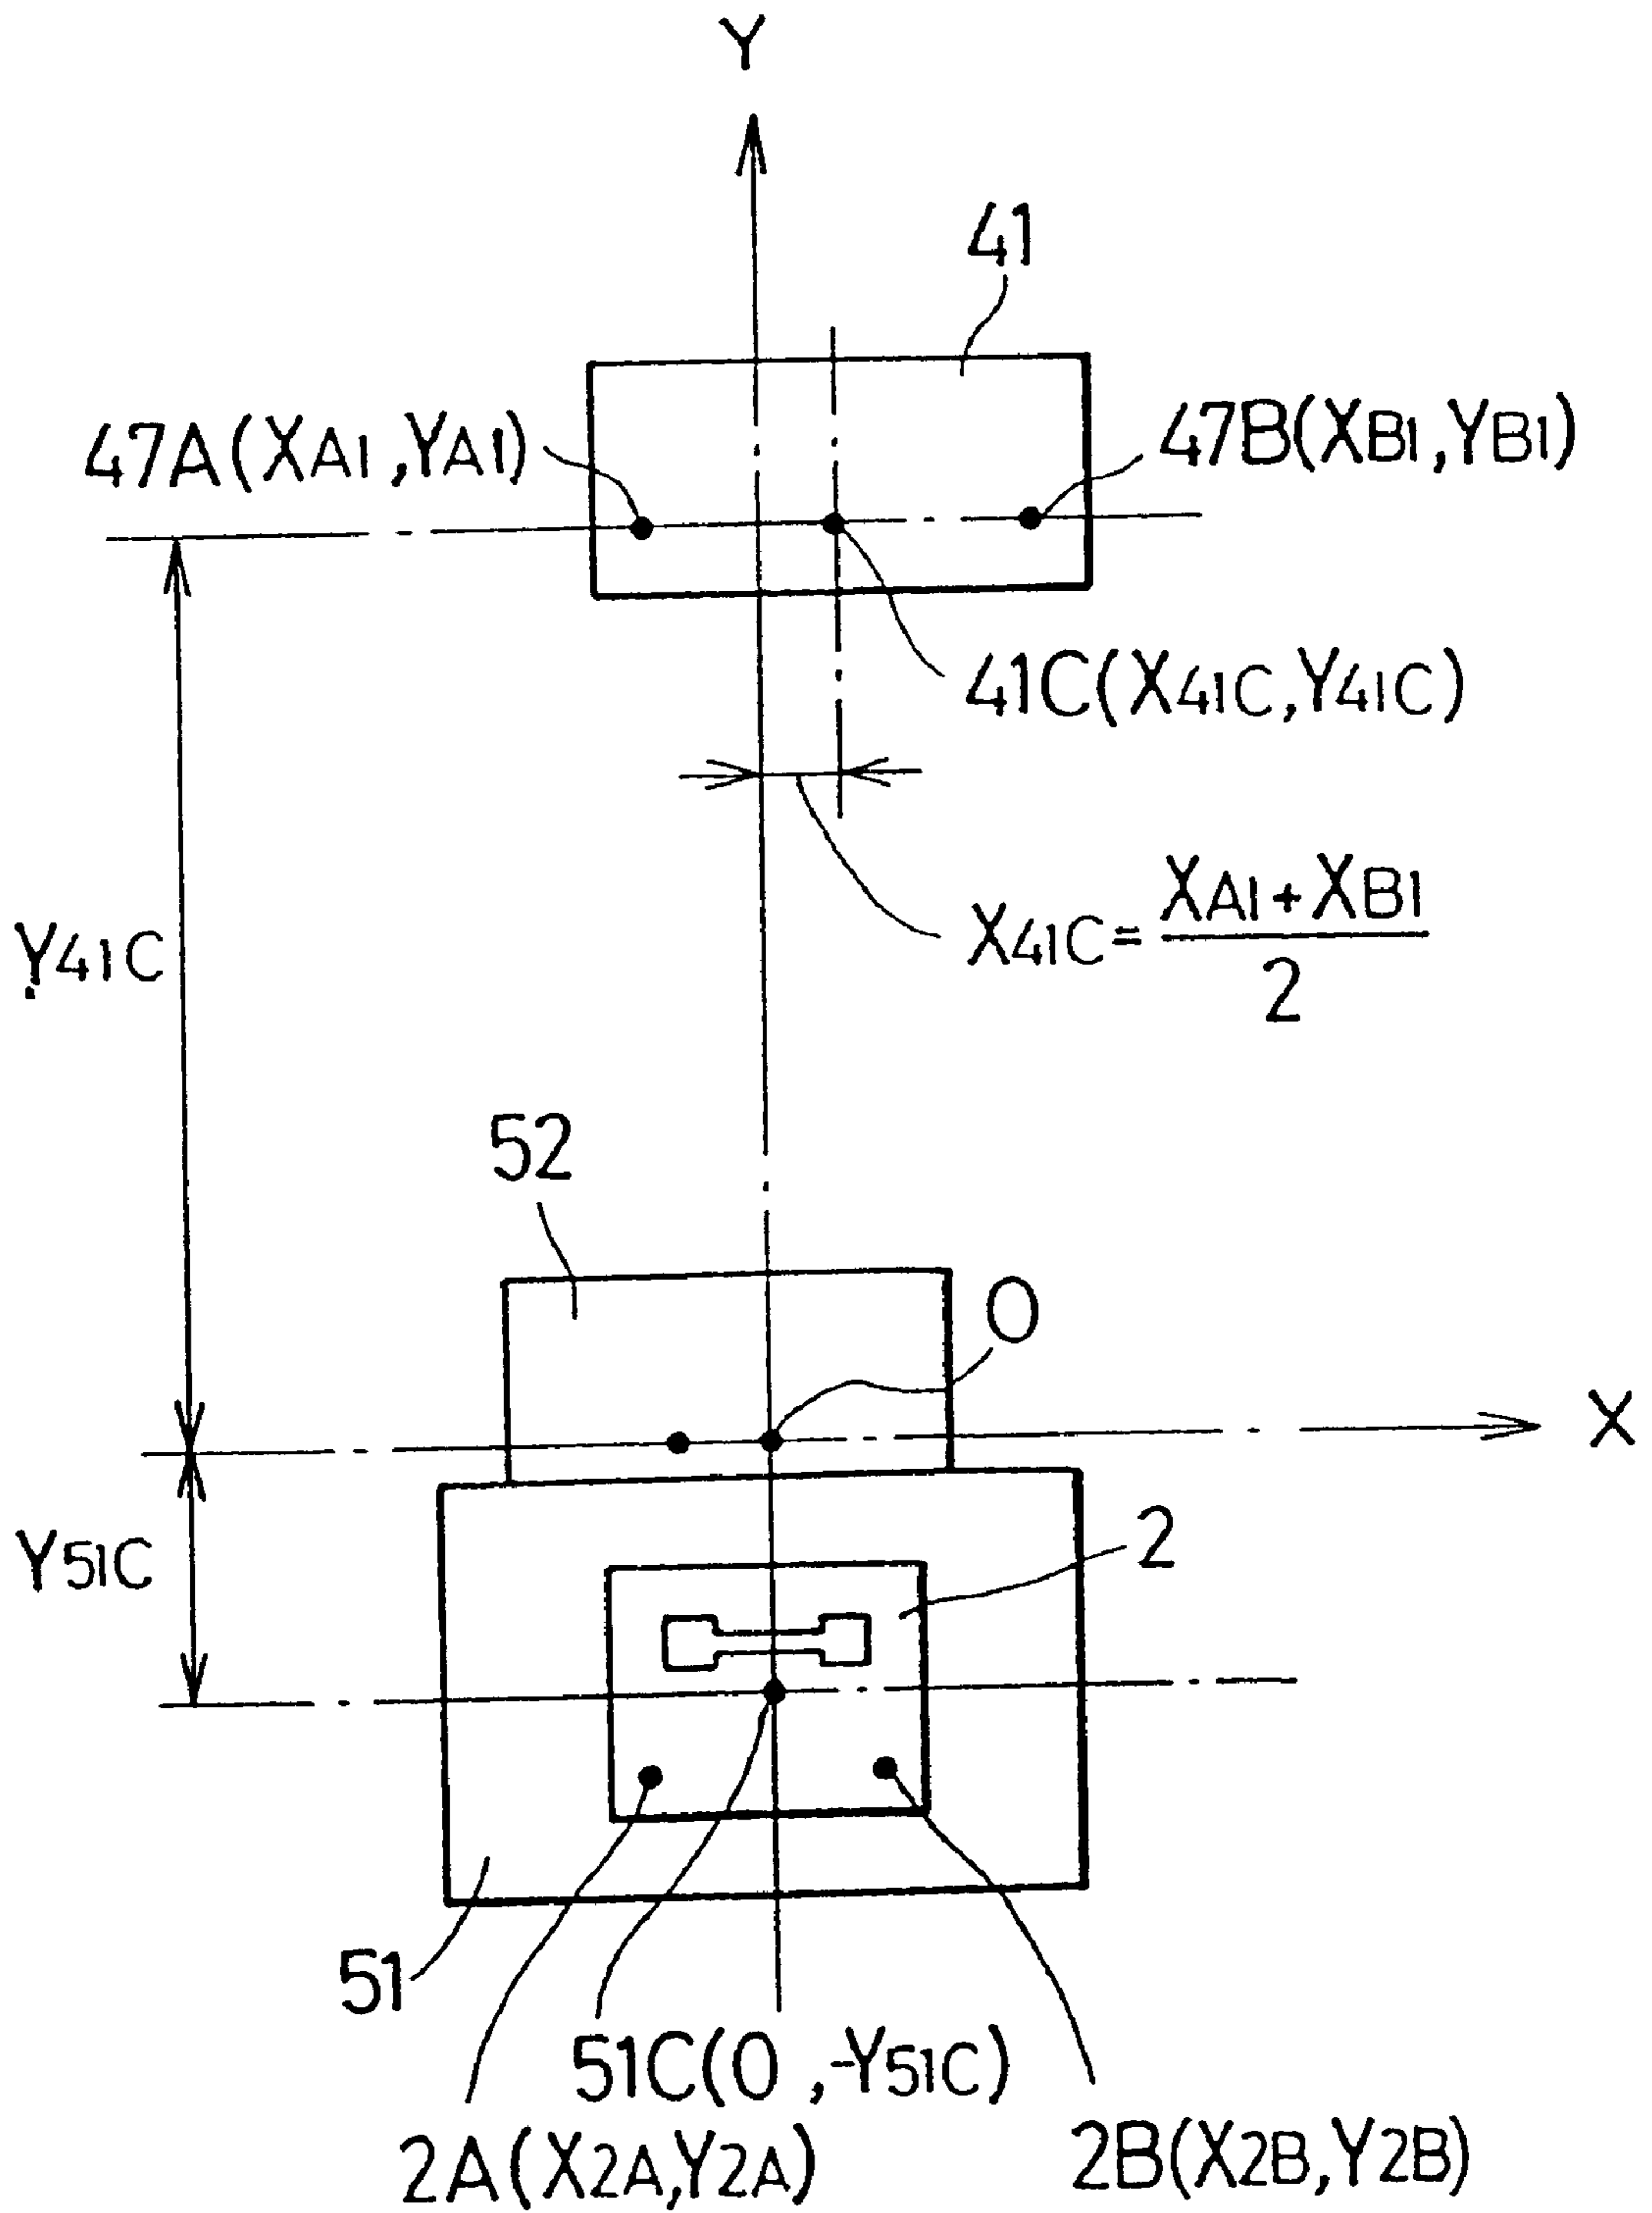 Y
41
47A(XA1,YA1)
47B(XB1,YB1)
41C(X41C,Y41C)
X41C=XA1+XB1/2
Y41C
52
O
X
Y51C
2
51
51C(0,-Y51C)
2A(X2A,Y2A)
2B(X2B,Y2B)